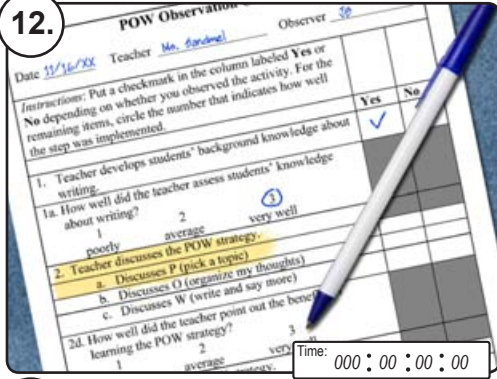 12.
POW Observation
Date 11/16/XX Teacher Ms. Sandmel Observer JB
Instructions: Put a checkmark in the column labeled Yes or
No depending on whether you observed the activity. For the
remaining items, circle the number that indicates how well
the step was implemented.
Yes No
1. Teacher develops students' background knowledge about
writing.
1a. How well did the teacher assess students' knowledge
about writing?
1 2 3
poorly average very well
2. Teacher discusses the POW strategy.
a. Discusses P (pick a topic)
b. Discusses O (organize my thoughts)
c. Discusses W (write and say more)
2d. How well did the teacher point out the
learning the POW strategy?
1 2 3
average
Time: 000 : 00 : 00 : 00